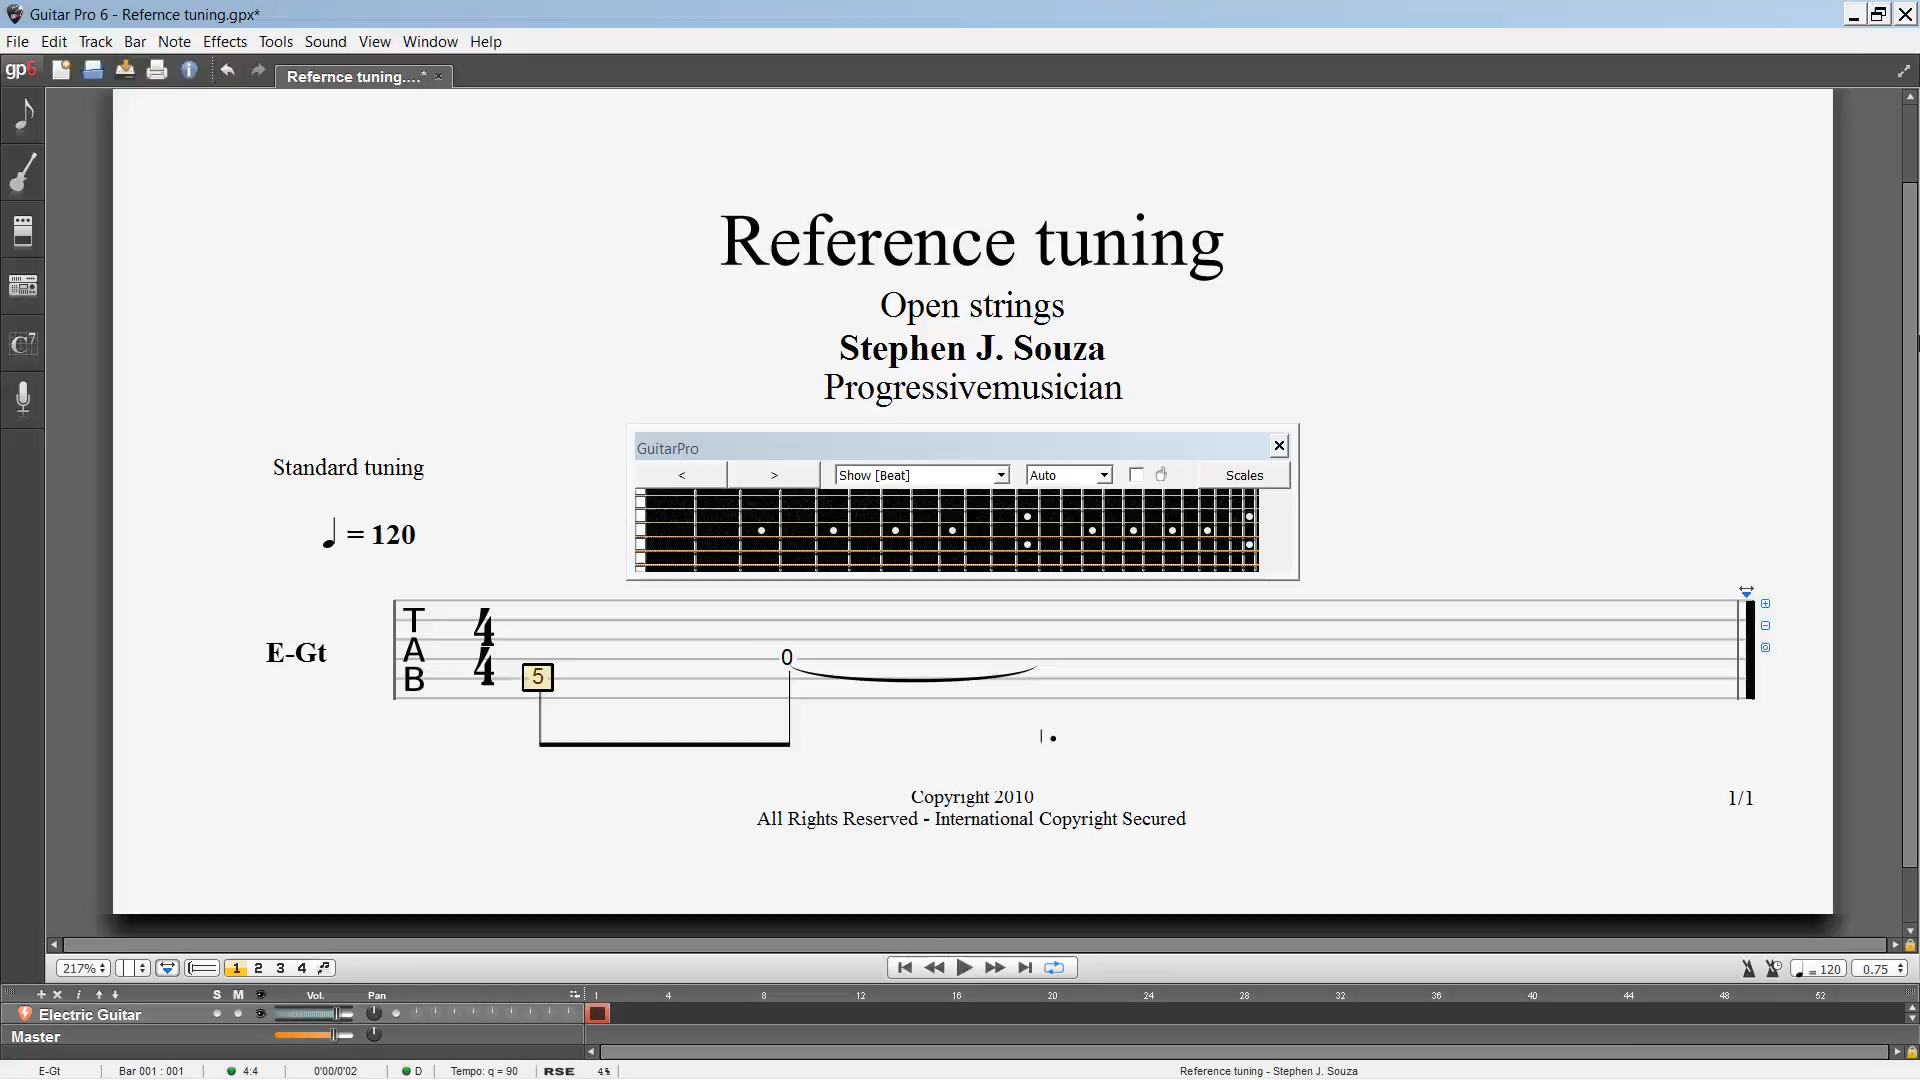 Guitar Pro 6 - Refernce tuning.gpx*
File Edit Track Bar Note Effects Tools Sound View Window Help
gp6
Refernce tuning....* ×
Reference tuning
Open strings
Stephen J. Souza
Progressivemusician
GuitarPro
< > Show [Beat] Auto Scales
Standard tuning
= 120
C7
E-Gt
T
A
B
4
4
5
0
Copyright 2010
All Rights Reserved - International Copyright Secured
1/1
217% 1 2 3 4
= 120 0.75
S M Vol. Pan 1 4 8 12 16 20 24 28 32 36 40 44 48 52
Electric Guitar
Master
E-Gt Bar 001 : 001 4:4 0'00/0'02 D Tempo: q = 90 RSE Reference tuning - Stephen J. Souza